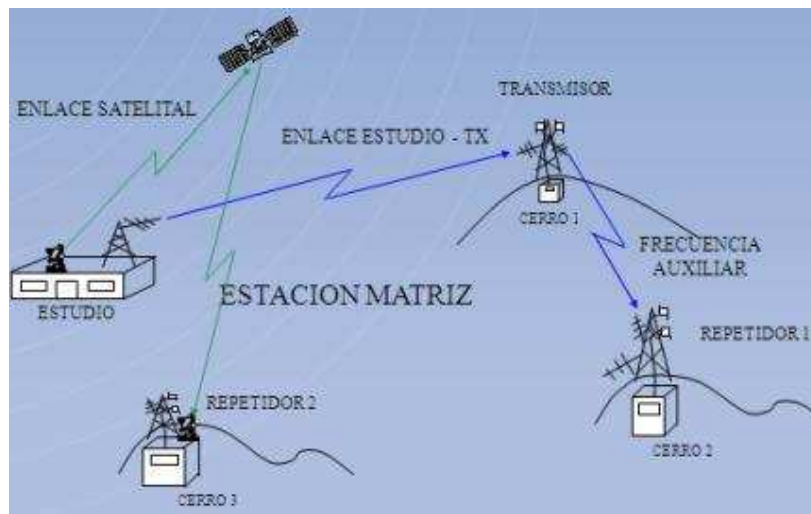 TRANSMISOR
ENLACE SATELITAL
ENLACE ESTUDIO - TX
CERRO 1
FRECUENCIA
AUXILIAR
ESTACION MATRIZ
ESTUDIO
REPETIDOR 1
REPETIDOR 2
CERRO 2
CERRO 3